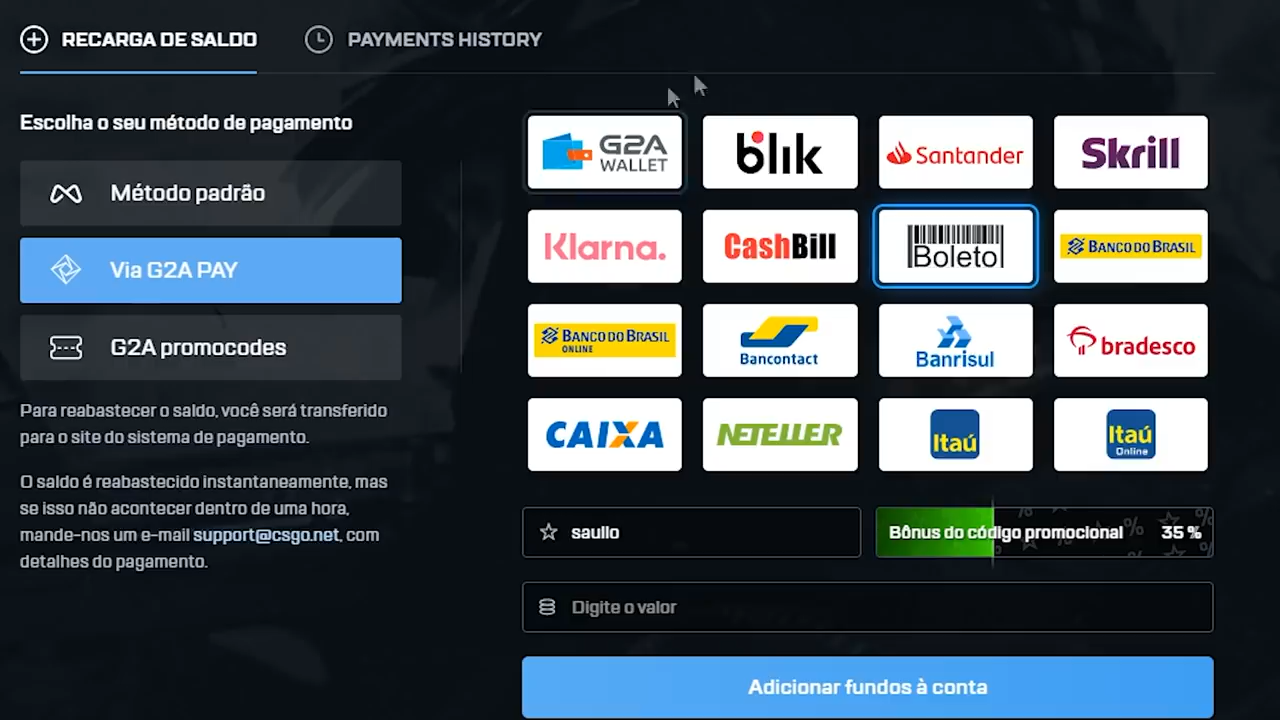 RECARGA DE SALDO
PAYMENTS HISTORY
Escolha o seu método de pagamento
Método padrão
Via G2A PAY
G2A promocodes
Para reabastecer o saldo, você será transferido
para o site do sistema de pagamento.
O saldo é reabastecido instantaneamente, mas
se isso não acontecer dentro de uma hora,
mande-nos um e-mail support@csgo.net, com
detalhes do pagamento.
G2A
WALLET
blik
Santander
Skrill
Klarna.
CashBill
Boleto
BANCO DO BRASIL
BANCO DO BRASIL
ONLINE
Bancontact
Banrisul
bradesco
CAIXA
NETELLER
Itaú
Itaú
Online
saullo
Bônus do código promocional 35 %
Digite o valor
Adicionar fundos à conta